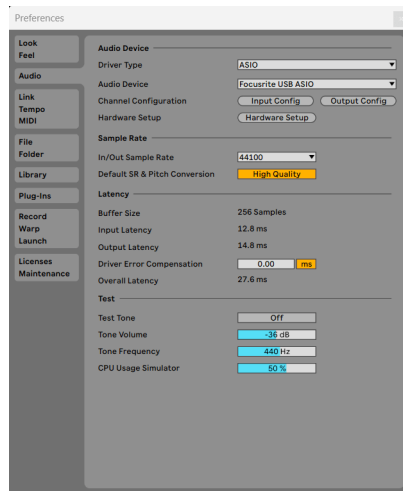 Preferences
Look
Feel
Audio
Link
Tempo
MIDI
File
Folder
Library
Plug-Ins
Record
Warp
Launch
Licenses
Maintenance
Audio Device
Driver Type ASIO
Audio Device Focusrite USB ASIO
Channel Configuration Input Config Output Config
Hardware Setup Hardware Setup
Sample Rate
In/Out Sample Rate 44100
Default SR & Pitch Conversion High Quality
Latency
Buffer Size 256 Samples
Input Latency 12.8 ms
Output Latency 14.8 ms
Driver Error Compensation 0.00 ms
Overall Latency 27.6 ms
Test
Test Tone Off
Tone Volume -36 dB
Tone Frequency 440 Hz
CPU Usage Simulator 50 %